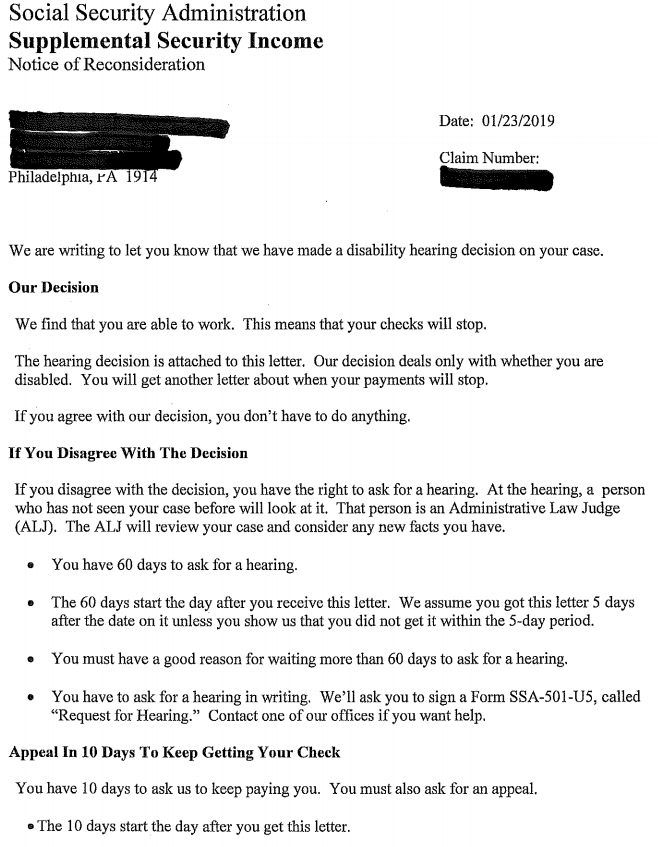 Social Security Administration
Supplemental Security Income
Notice of Reconsideration
Date: 01/23/2019
Claim Number:
Philadelphia, PA 1914
We are writing to let you know that we have made a disability hearing decision on your case.
Our Decision
We find that you are able to work. This means that your checks will stop.
The hearing decision is attached to this letter. Our decision deals only with whether you are
disabled. You will get another letter about when your payments will stop.
If you agree with our decision, you don't have to do anything.
If You Disagree With The Decision
If you disagree with the decision, you have the right to ask for a hearing. At the hearing, a person
who has not seen your case before will look at it. That person is an Administrative Law Judge
(ALJ). The ALJ will review your case and consider any new facts you have.
• You have 60 days to ask for a hearing.
• The 60 days start the day after you receive this letter. We assume you got this letter 5 days
after the date on it unless you show us that you did not get it within the 5-day period.
• You must have a good reason for waiting more than 60 days to ask for a hearing.
• You have to ask for a hearing in writing. We'll ask you to sign a Form SSA-501-U5, called
"Request for Hearing." Contact one of our offices if you want help.
Appeal In 10 Days To Keep Getting Your Check
You have 10 days to ask us to keep paying you. You must also ask for an appeal.
• The 10 days start the day after you get this letter.